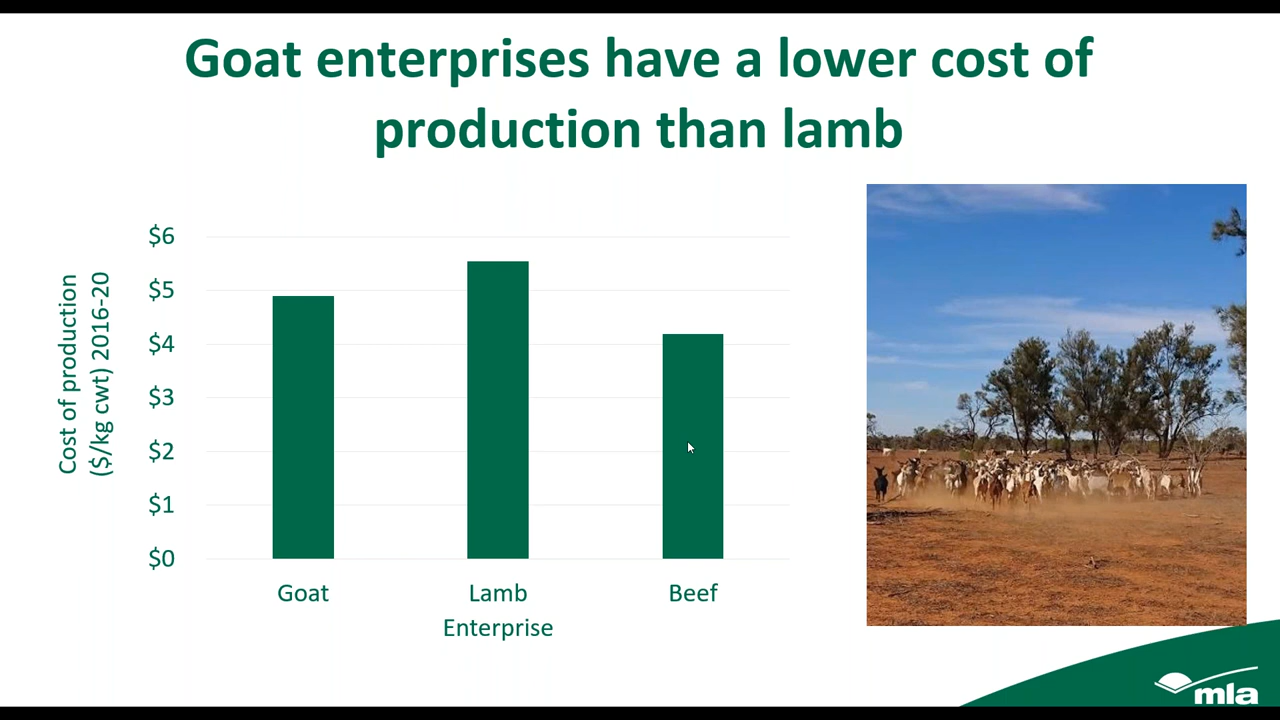 Goat enterprises have a lower cost of
production than lamb
Cost of production
($/kg cwt) 2016-20
$6
$5
$4
$3
$2
$1
$0
Goat
Lamb
Beef
Enterprise
mla